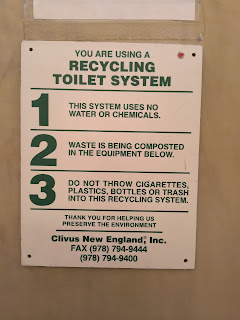 YOU ARE USING A
RECYCLING
TOILET SYSTEM
1 THIS SYSTEM USES NO
WATER OR CHEMICALS.
2 WASTE IS BEING COMPOSTED
IN THE EQUIPMENT BELOW.
3 DO NOT THROW CIGARETTES,
PLASTICS, BOTTLES OR TRASH
INTO THIS RECYCLING SYSTEM.
THANK YOU FOR HELPING US
PRESERVE THE ENVIRONMENT
Clivus New England, Inc.
FAX (978) 794-9444
(978) 794-9400